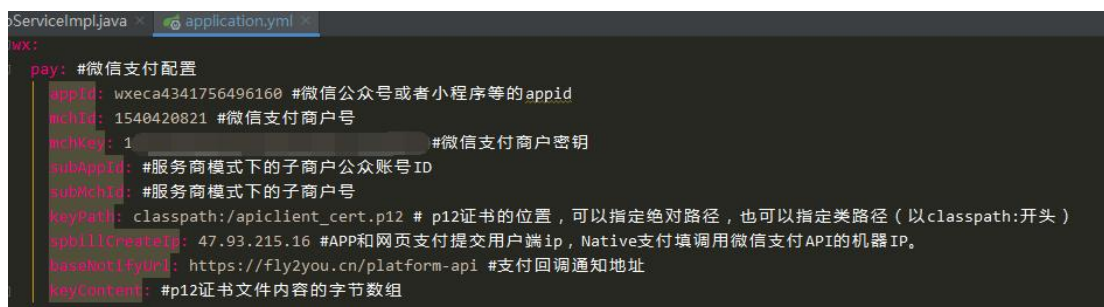 oServiceImpl.java × application.yml ×
wx:
pay: #微信支付配置
appId: wxeca4341756496160 #微信公众号或者小程序等的appid
mchId: 1540420821 #微信支付商户号
mchKey: 1 #微信支付商户密钥
subAppId: #服务商模式下的子商户公众账号ID
subMchId: #服务商模式下的子商户号
keyPath: classpath:/apiclient_cert.p12 # p12证书的位置，可以指定绝对路径，也可以指定类路径（以classpath:开头）
spbillCreateIp: 47.93.215.16 #APP和网页支付提交用户端ip，Native支付填调用微信支付API的机器IP。
baseNotifyUrl: https://fly2you.cn/platform-api #支付回调通知地址
keyContent: #p12证书文件内容的字节数组